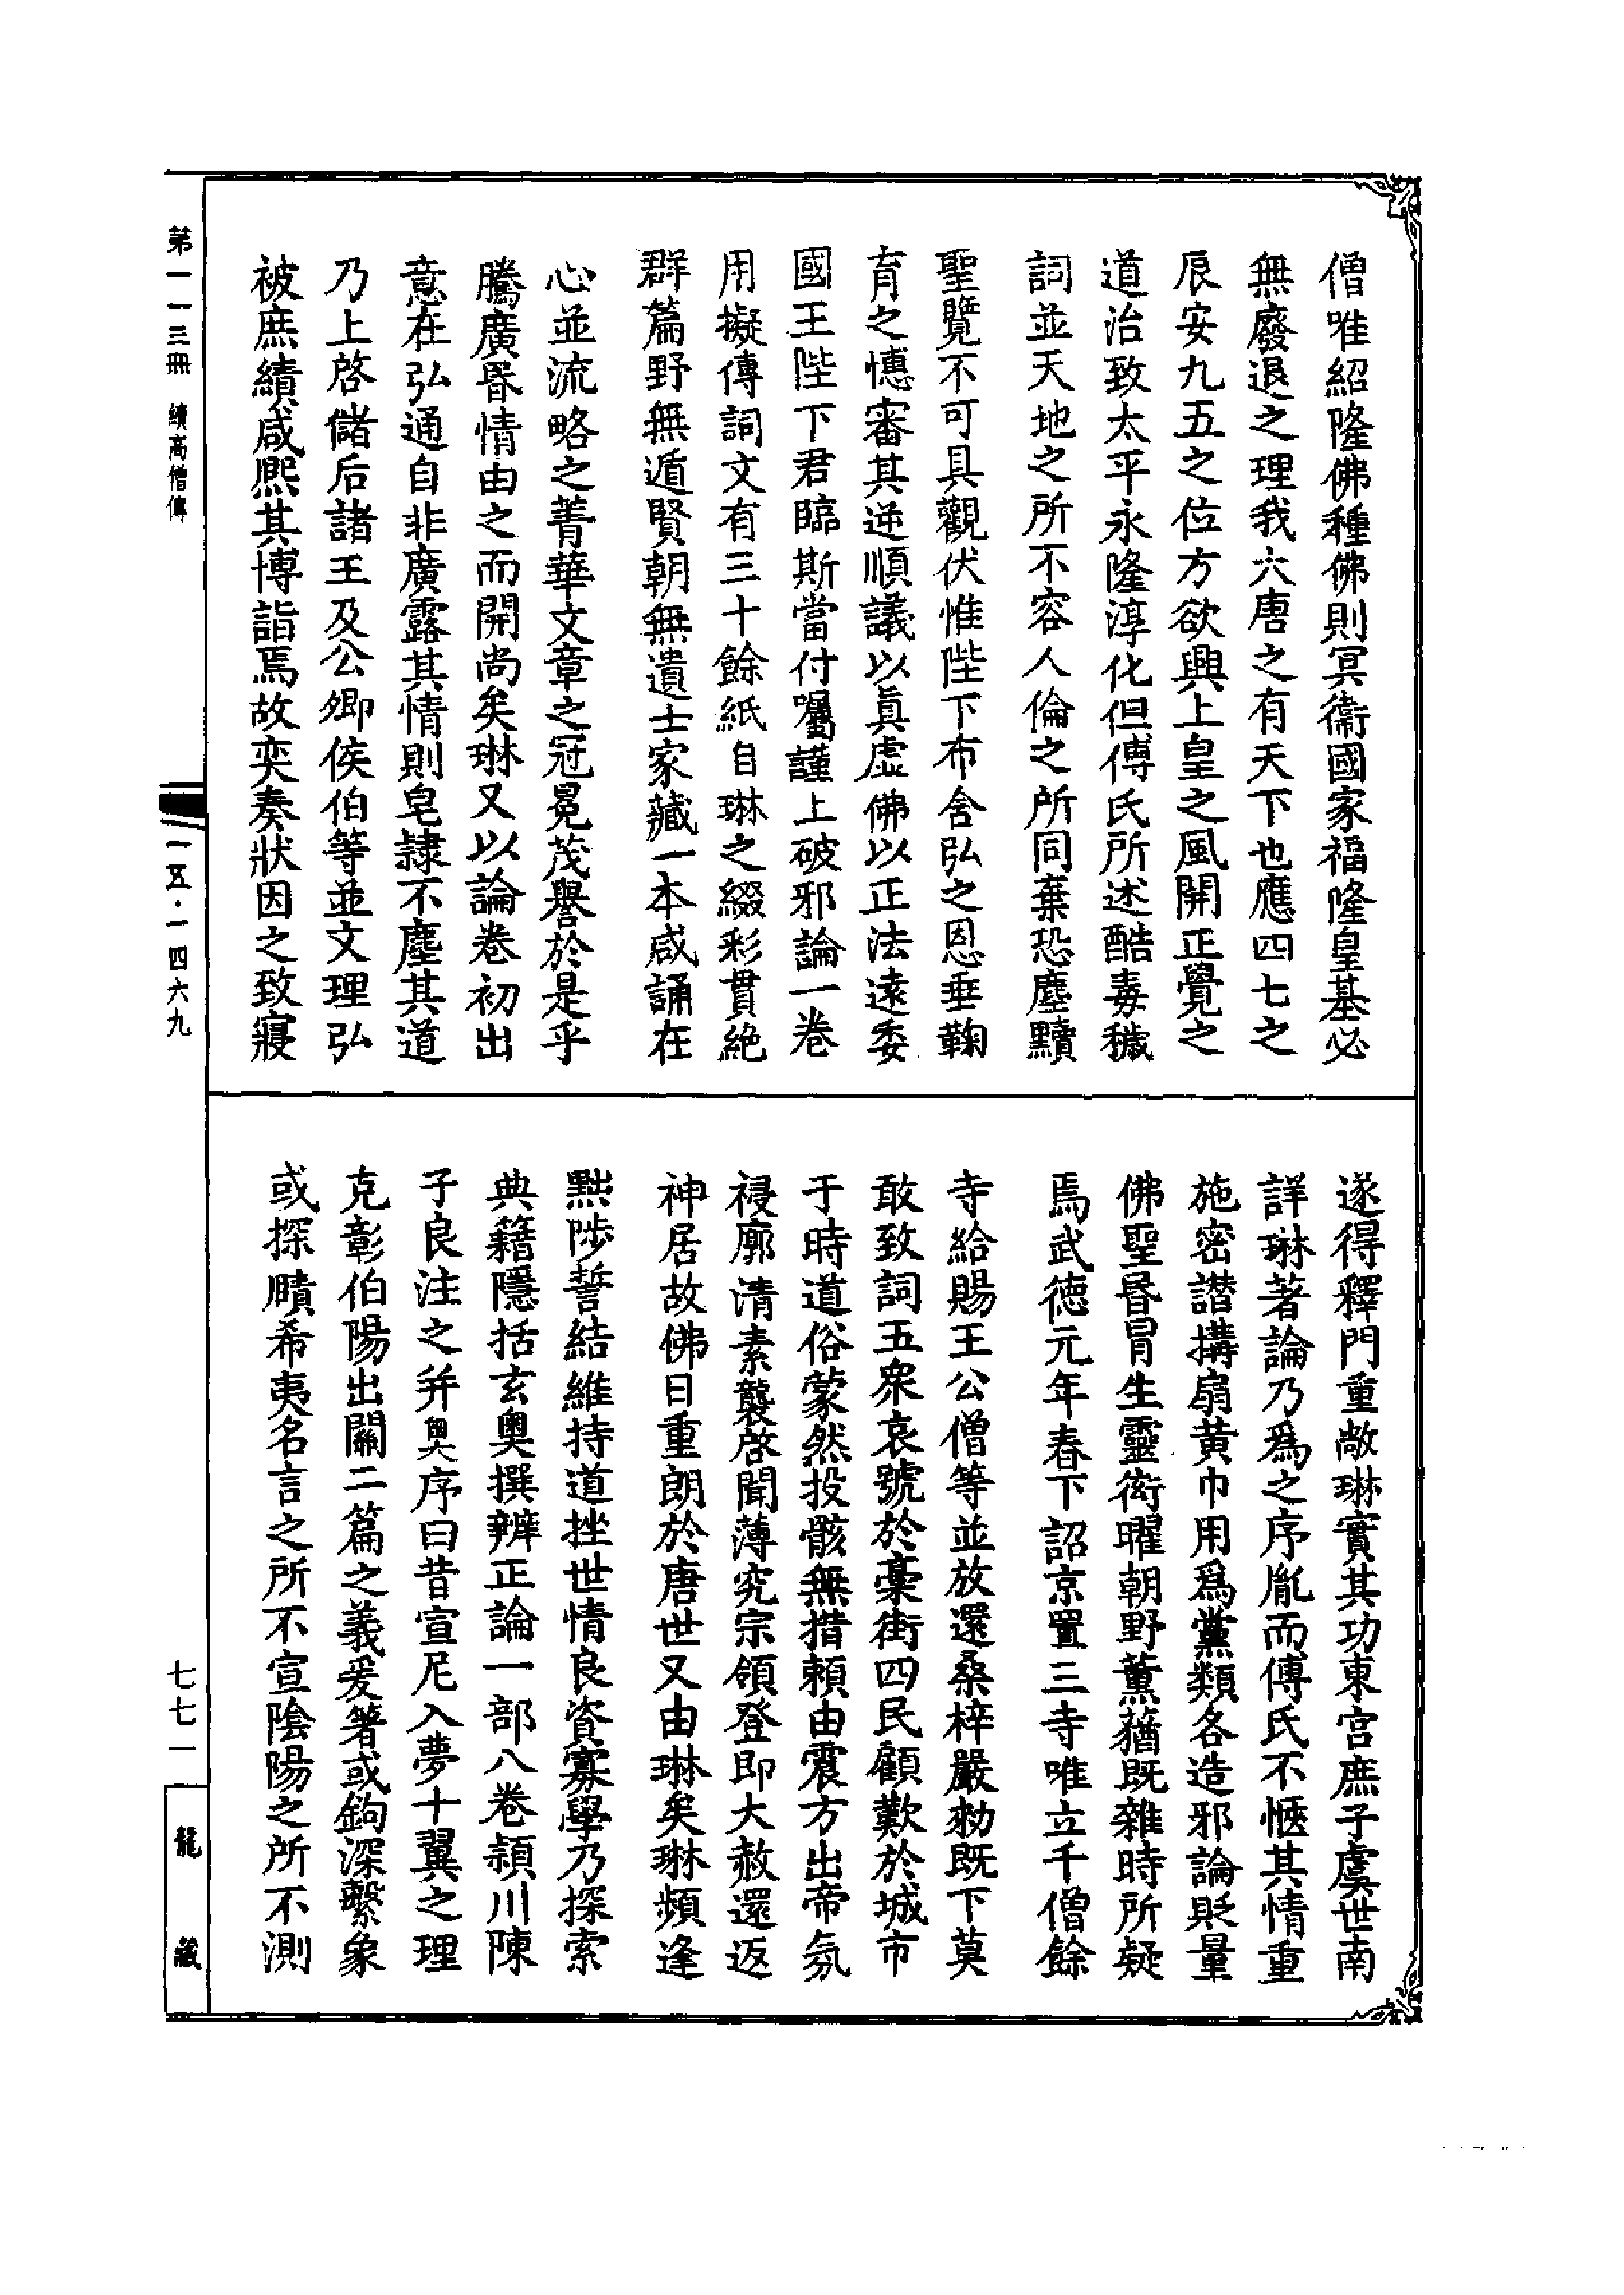 僧唯紹隆佛種佛則冥衞國家福隆皇基必
無廢退之理我大唐之有天下也應四七之
辰安九五之位方欲興上皇之風開正覺之
道治致太平永隆淳化但傅氏所述酷毒穢
詞並天地之所不容人倫之所同棄恐塵黷
聖覽不可具觀伏惟陛下布含弘之恩垂鞠
育之慓審其逆順議以眞虛佛以正法遠委
國王陛下君臨斯當付囑謹上破邪論一卷
用擬傳詞文有三十餘紙自琳之綴彩貫絶
群篇野無遁賢朝無遺士家藏一本咸誦在
心並流略之菁華文章之冠冕茂譽於是乎
騰廣昏情由之而開尚矣琳又以論卷初出
意在弘通自非廣露其情則皂隷不塵其道
乃上啓儲后諸王及公卿侯伯等並文理弘
被庶績咸熈其博詣焉故奕奏狀因之致寢
遂得釋門重敞琳實其功東宫庶子虞世南
詳琳著論乃爲之序胤而傅氏不愜其情重
施密譖搆扇黄巾用爲黨類各造邪論貶量
佛聖昏冒生靈衒曜朝野薰蕕既雜時所疑
焉武德元年春下詔京置三寺唯立千僧餘
寺給賜王公僧等並放還桑梓嚴勑既下莫
敢致詞五衆哀號於藁街四民顧歎於城市
于時道俗蒙然投骸無措賴由震方出帝氛
祲廓清素襲啓聞薄究宗領登即大赦還返
神居故佛日重朗於唐世又由琳矣琳頻逢
黜陟誓結維持道挫世情良資寡學乃探索
典籍隱括玄奧撰辨正論一部八卷潁川陳
子良注之并製序曰昔宣尼入夢十翼之理
克彰伯陽出關二篇之義爰著或鉤深繫象
或探賾希夷名言之所不宣陰陽之所不測
第一一三冊 續高僧傳
一五·一四六九
七七一
龍藏